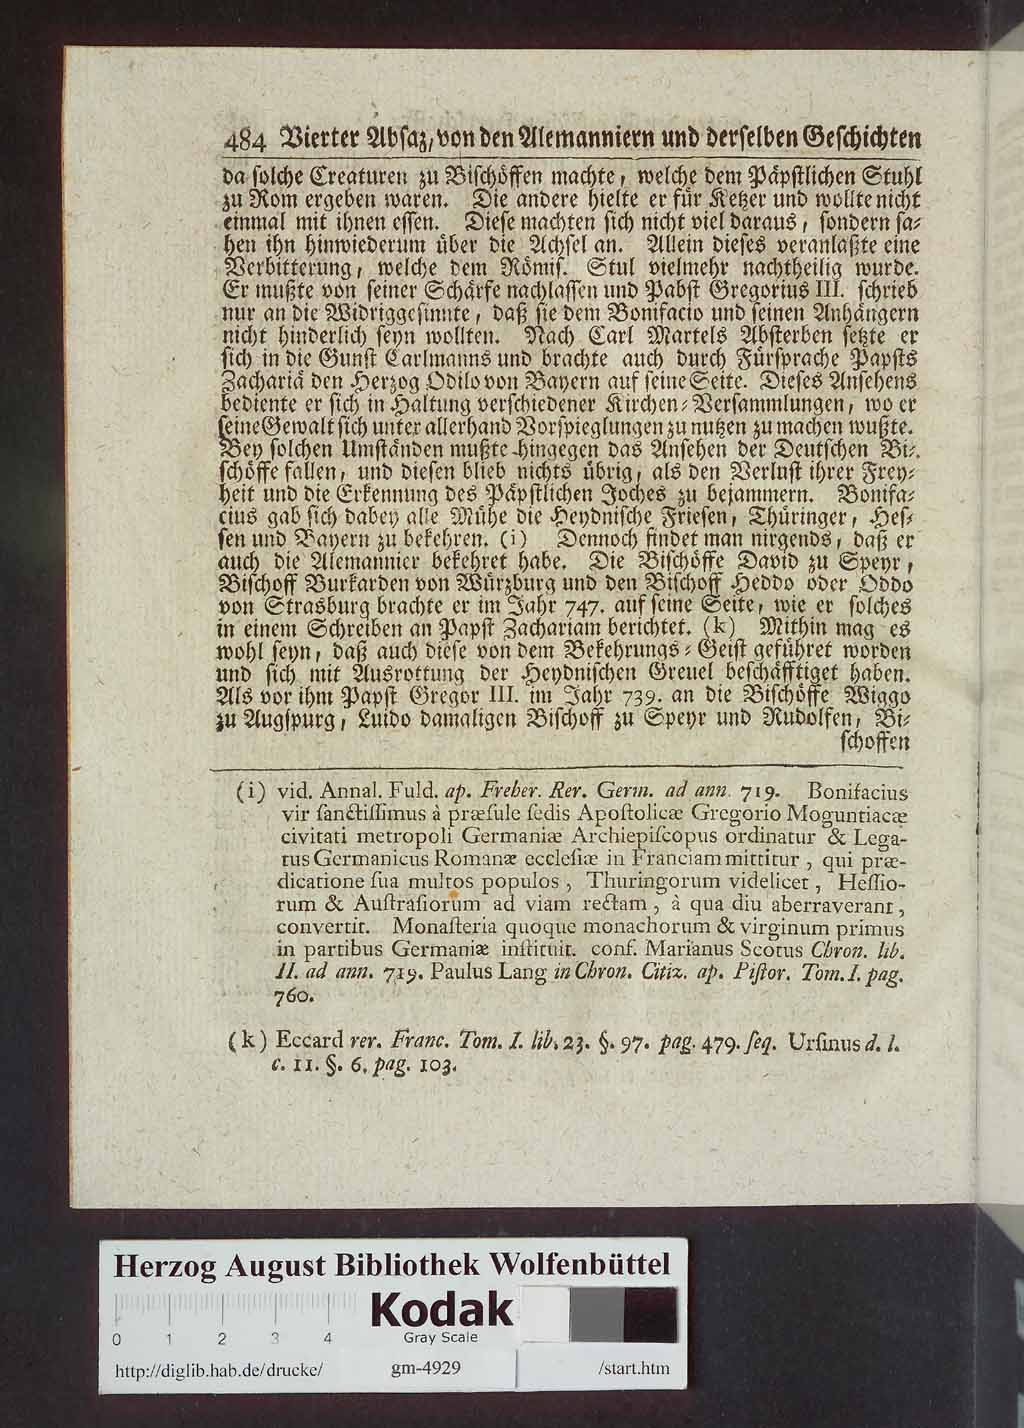 484 Vierter Absaz, von den Alemanniern und derselben Geschichten
da solche Creaturen zu Bischöffen machte, welche dem Päpstlichen Stuhl
zu Rom ergeben waren. Die andere hielte er für Ketzer und wollte nicht
einmal mit ihnen essen. Diese machten sich nicht viel daraus, sondern sa-
hen ihn hinwiederum über die Achsel an. Allein dieses veranlaßte eine
Verbitterung, welche dem Römis. Stul vielmehr nachtheilig wurde.
Er mußte von seiner Schärfe nachlassen und Pabst Gregorius III. schrieb
nur an die Widriggesinnte, daß sie dem Bonifacio und seinen Anhängern
nicht hinderlich seyn wollten. Nach Carl Martels Absterben setzte er
sich in die Gunst Carlmanns und brachte auch durch Fürsprache Papsts
Zachariä den Herzog Odilo von Bayern auf seine Seite. Dieses Ansehens
bediente er sich in Haltung verschiedener Kirchen-Versammlungen, wo er
seine Gewalt sich unter allerhand Vorspieglungen zu nutzen zu machen wußte.
Bey solchen Umständen mußte hingegen das Ansehen der Deutschen Bi-
schöffe fallen, und diesen blieb nichts übrig, als den Verlust ihrer Frey-
heit und die Erkennung des Päpstlichen Joches zu bejammern. Bonifa-
cius gab sich dabey alle Mühe die Heydnische Friesen, Thüringer, Hes-
sen und Bayern zu bekehren. (i) Dennoch findet man nirgends, daß er
auch die Alemannier bekehret habe. Die Bischöffe David zu Speyr,
Bischoff Burkarden von Würzburg und den Bischoff Heddo oder Oddo
von Strasburg brachte er im Jahr 747. auf seine Seite, wie er solches
in einem Schreiben an Papst Zachariam berichtet. (k) Mithin mag es
wohl seyn, daß auch diese von dem Bekehrungs-Geist geführet worden
und sich mit Ausrottung der Heydnischen Greuel beschäfftiget haben.
Als vor ihm Papst Gregor III. im Jahr 739. an die Bischöffe Wiggo
zu Augspurg, Luido damaligen Bischoff zu Speyr und Rudolfen, Bi-
schoffen
(i) vid. Annal. Fuld. ap. Freher. Rer. Germ. ad ann. 719. Bonifacius
vir sanctissimus à præsule sedis Apostolicæ Gregorio Moguntiacæ
civitati metropoli Germaniæ Archiepiscopus ordinatur & Lega-
tus Germanicus Romanæ ecclesiæ in Franciam mittitur, qui præ-
dicatione sua multos populos, Thuringorum videlicet, Hessio-
rum & Austrasiorum ad viam rectam, à qua diu aberraverant,
convertit. Monasteria quoque monachorum & virginum primus
in partibus Germaniæ instituit. conf. Marianus Scotus Chron. lib.
II. ad ann. 719. Paulus Lang in Chron. Citiz. ap. Pistor. Tom. I. pag.
760.
(k) Eccard rer. Franc. Tom. I. lib. 23. §. 97. pag. 479. seq. Ursinus d. l.
c. 11. §. 6. pag. 103.
Herzog August Bibliothek Wolfenbüttel
Kodak
Gray Scale
0 1 2 3 4
http://diglib.hab.de/drucke/ gm-4929 /start.htm